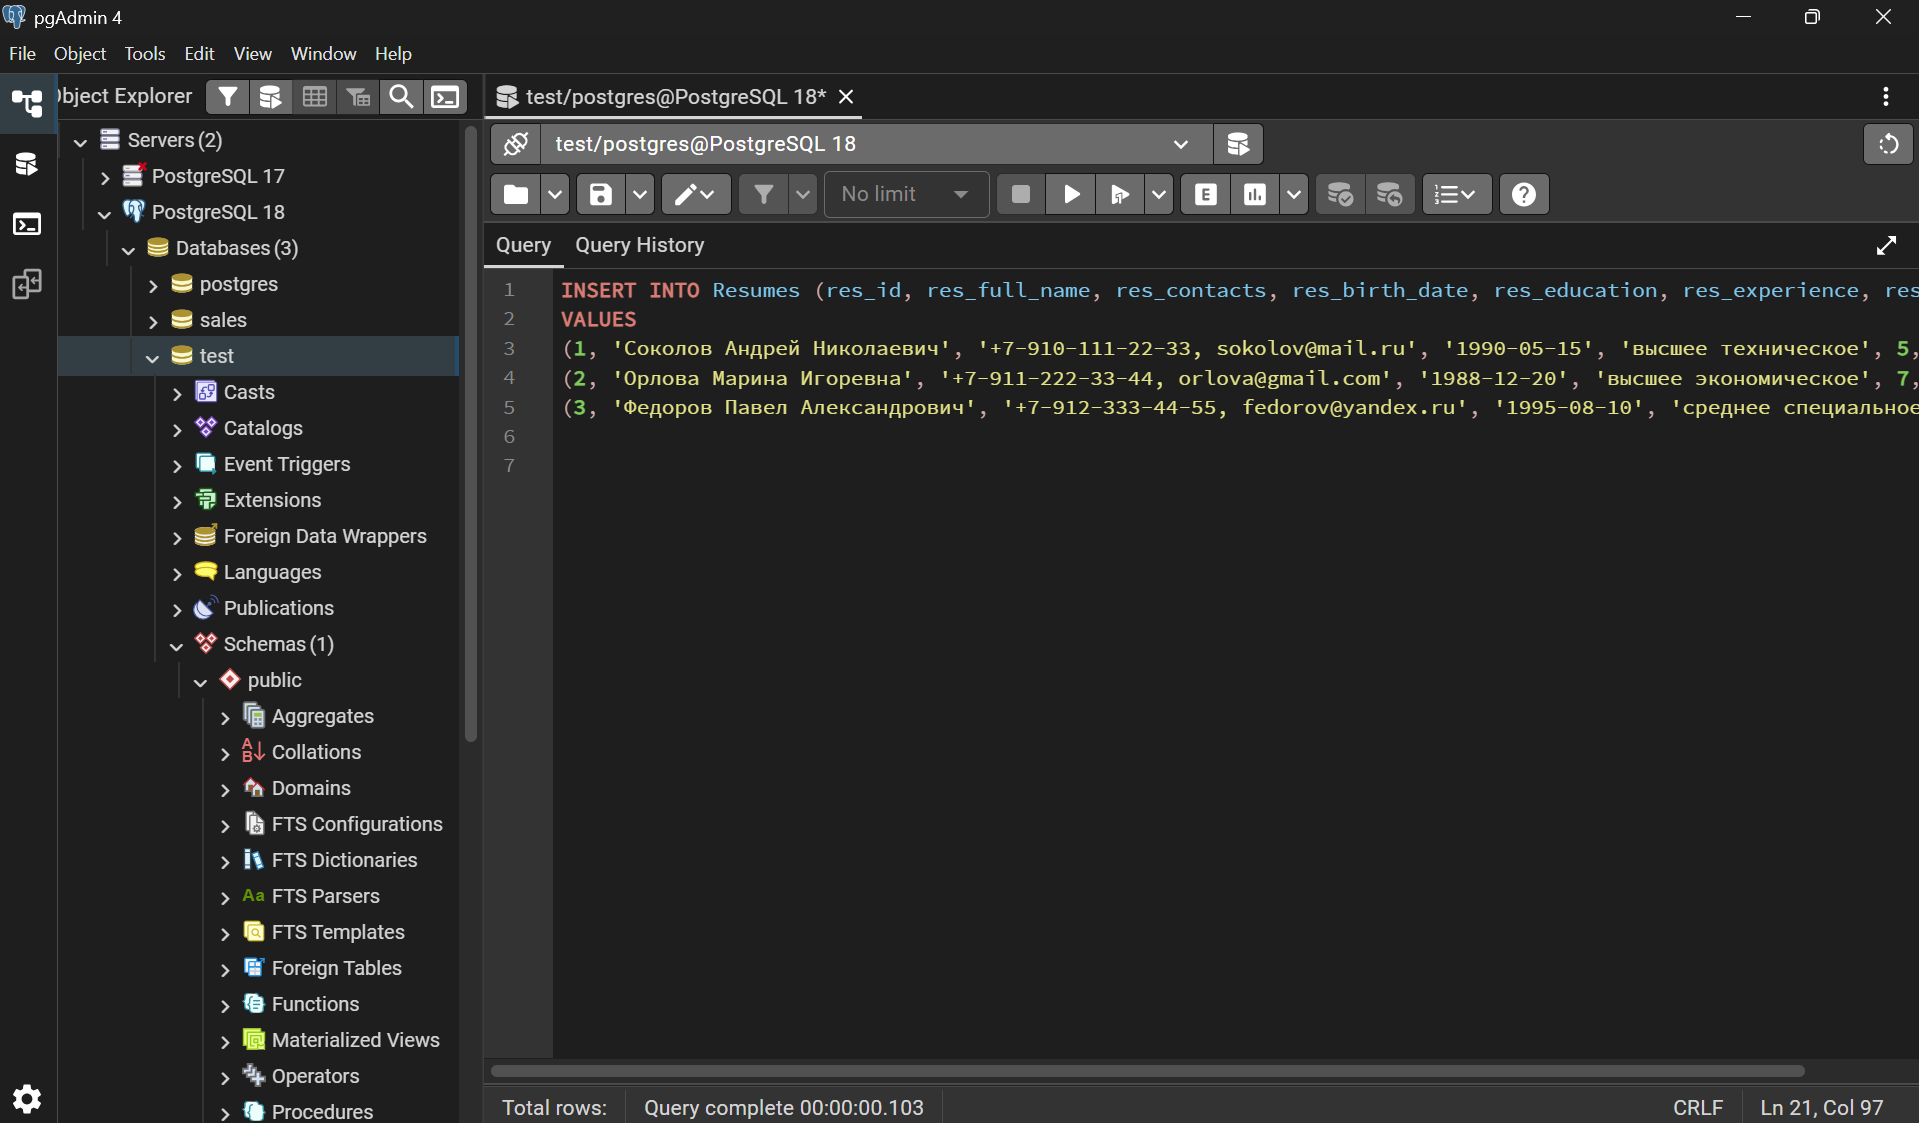 pgAdmin 4
File Object Tools Edit View Window Help
bject Explorer
test/postgres@PostgreSQL 18*
Servers (2)
PostgreSQL 17
PostgreSQL 18
Databases (3)
postgres
sales
test
Casts
Catalogs
Event Triggers
Extensions
Foreign Data Wrappers
Languages
Publications
Schemas (1)
public
Aggregates
Collations
Domains
FTS Configurations
FTS Dictionaries
Aa FTS Parsers
FTS Templates
Foreign Tables
Functions
Materialized Views
Operators
Procedures
test/postgres@PostgreSQL 18
No limit
E
Query Query History
1 INSERT INTO Resumes (res_id, res_full_name, res_contacts, res_birth_date, res_education, res_experience, res
2 VALUES
3 (1, 'Соколов Андрей Николаевич', '+7-910-111-22-33, sokolov@mail.ru', '1990-05-15', 'высшее техническое', 5,
4 (2, 'Орлова Марина Игоревна', '+7-911-222-33-44, orlova@gmail.com', '1988-12-20', 'высшее экономическое', 7,
5 (3, 'Федоров Павел Александрович', '+7-912-333-44-55, fedorov@yandex.ru', '1995-08-10', 'среднее специальное
6
7
Total rows: Query complete 00:00:00.103 CRLF Ln 21, Col 97